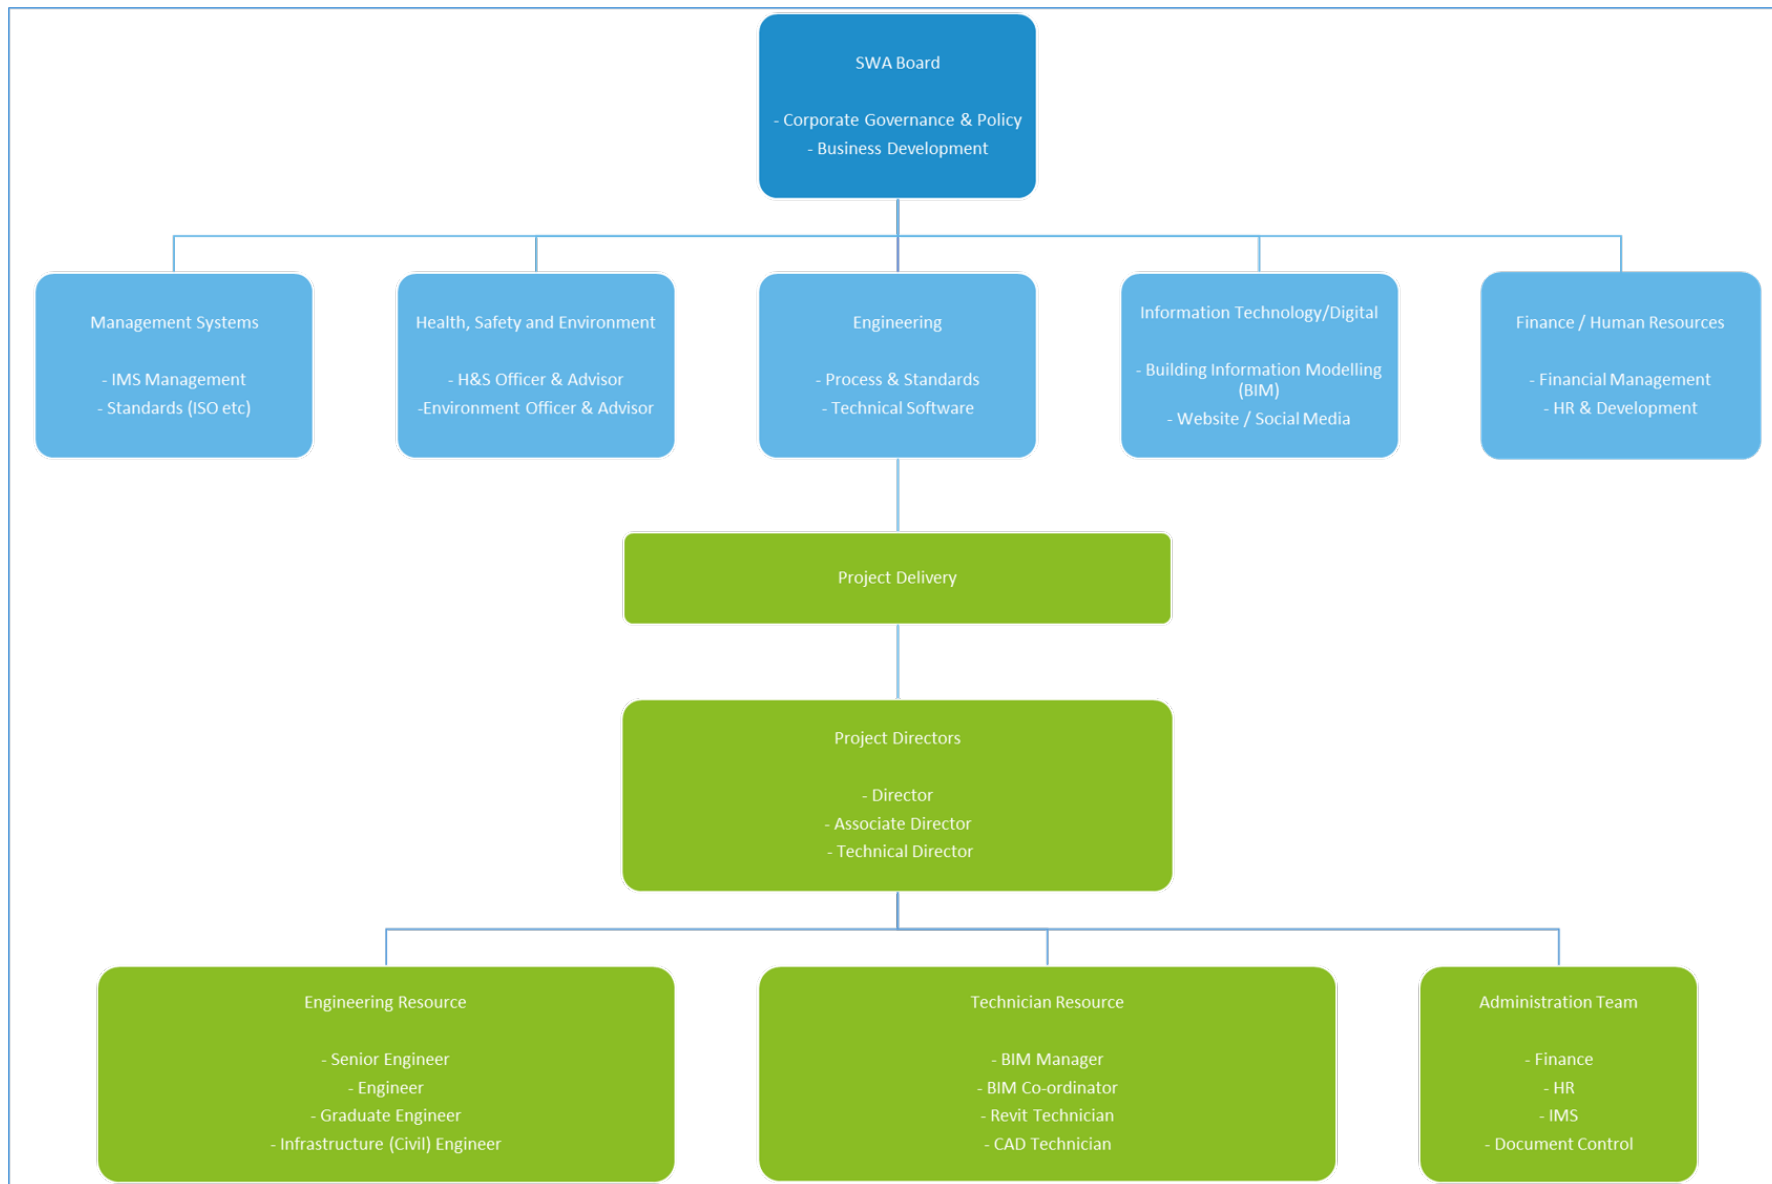 SWA Board
- Corporate Governance & Policy
- Business Development
Management Systems
- IMS Management
- Standards (ISO etc)
Health, Safety and Environment
- H&S Officer & Advisor
-Environment Officer & Advisor
Engineering
- Process & Standards
- Technical Software
Information Technology/Digital
- Building Information Modelling
(BIM)
- Website / Social Media
Finance / Human Resources
- Financial Management
- HR & Development
Project Delivery
Project Directors
- Director
- Associate Director
- Technical Director
Engineering Resource
- Senior Engineer
- Engineer
- Graduate Engineer
- Infrastructure (Civil) Engineer
Technician Resource
- BIM Manager
- BIM Co-ordinator
- Revit Technician
- CAD Technician
Administration Team
- Finance
- HR
- IMS
- Document Control